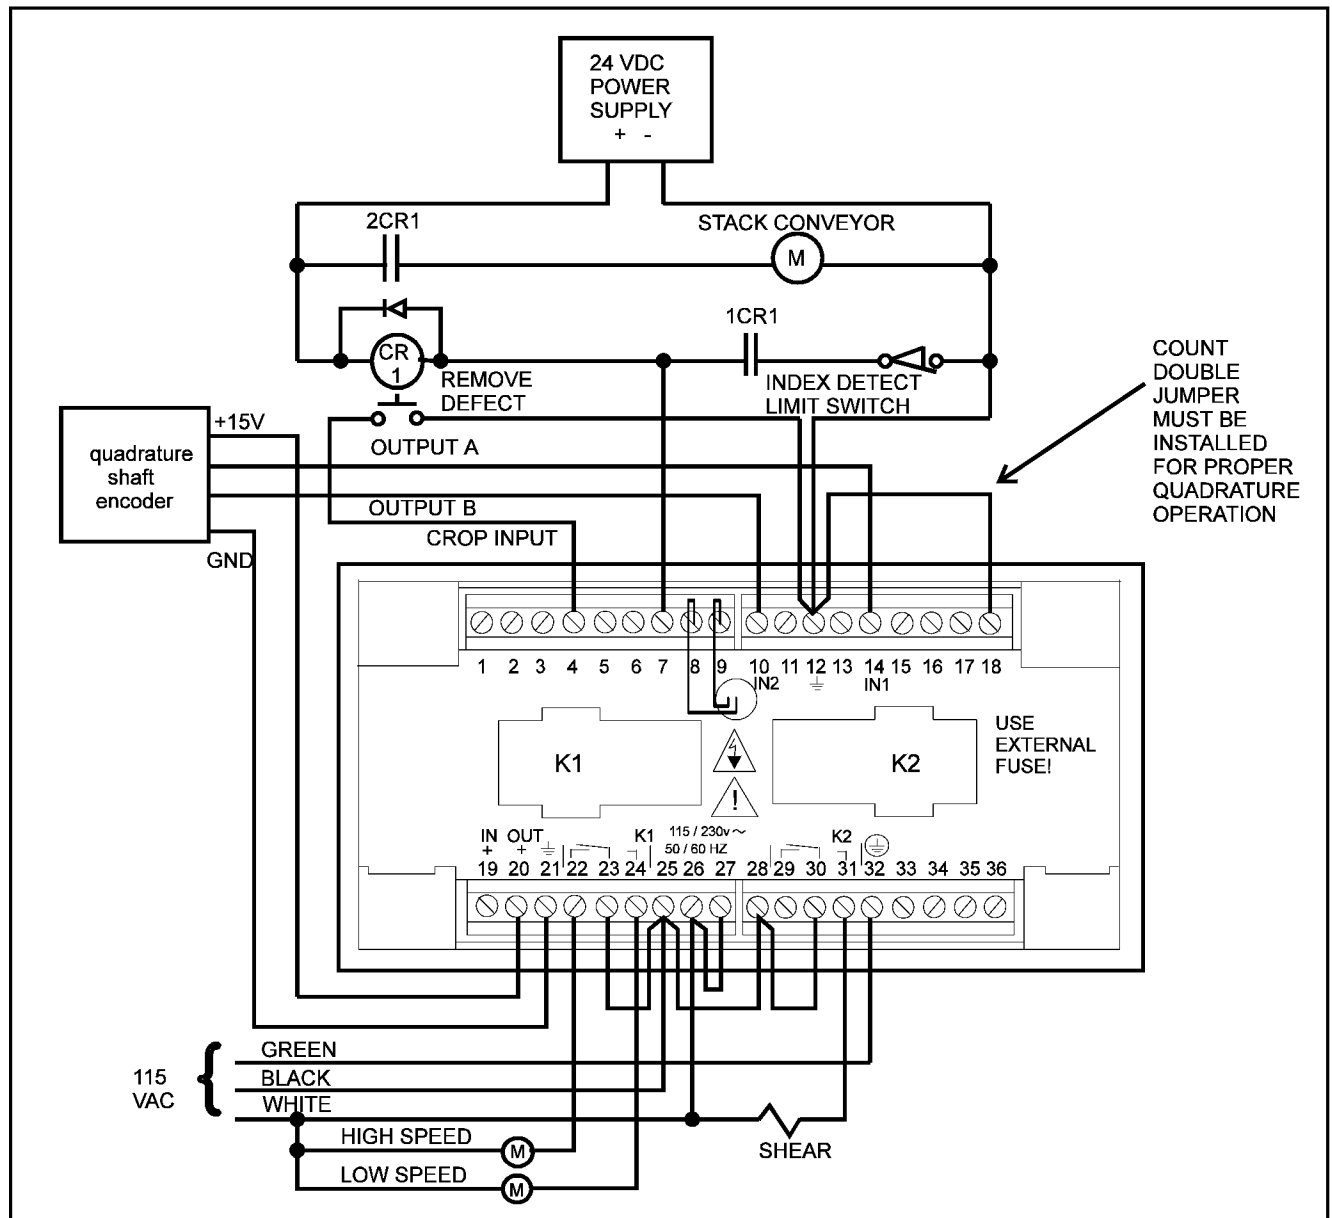 24 VDC
POWER
SUPPLY
+ -
2CR1
STACK CONVEYOR
M
1CR1
CR
1
REMOVE
DEFECT
INDEX DETECT
LIMIT SWITCH
COUNT
DOUBLE
JUMPER
MUST BE
INSTALLED
FOR PROPER
QUADRATURE
OPERATION
quadrature
shaft
encoder
+15V
OUTPUT A
OUTPUT B
CROP INPUT
GND
1 2 3 4 5 6 7 8 9 10 11 12 13 14 15 16 17 18
IN2 IN1
K1
K2
USE
EXTERNAL
FUSE!
!
IN OUT K1 115 / 230v ~ K2
+ + 50 / 60 HZ
19 20 21 22 23 24 25 26 27 28 29 30 31 32 33 34 35 36
115
VAC
GREEN
BLACK
WHITE
HIGH SPEED
M
LOW SPEED
M
SHEAR